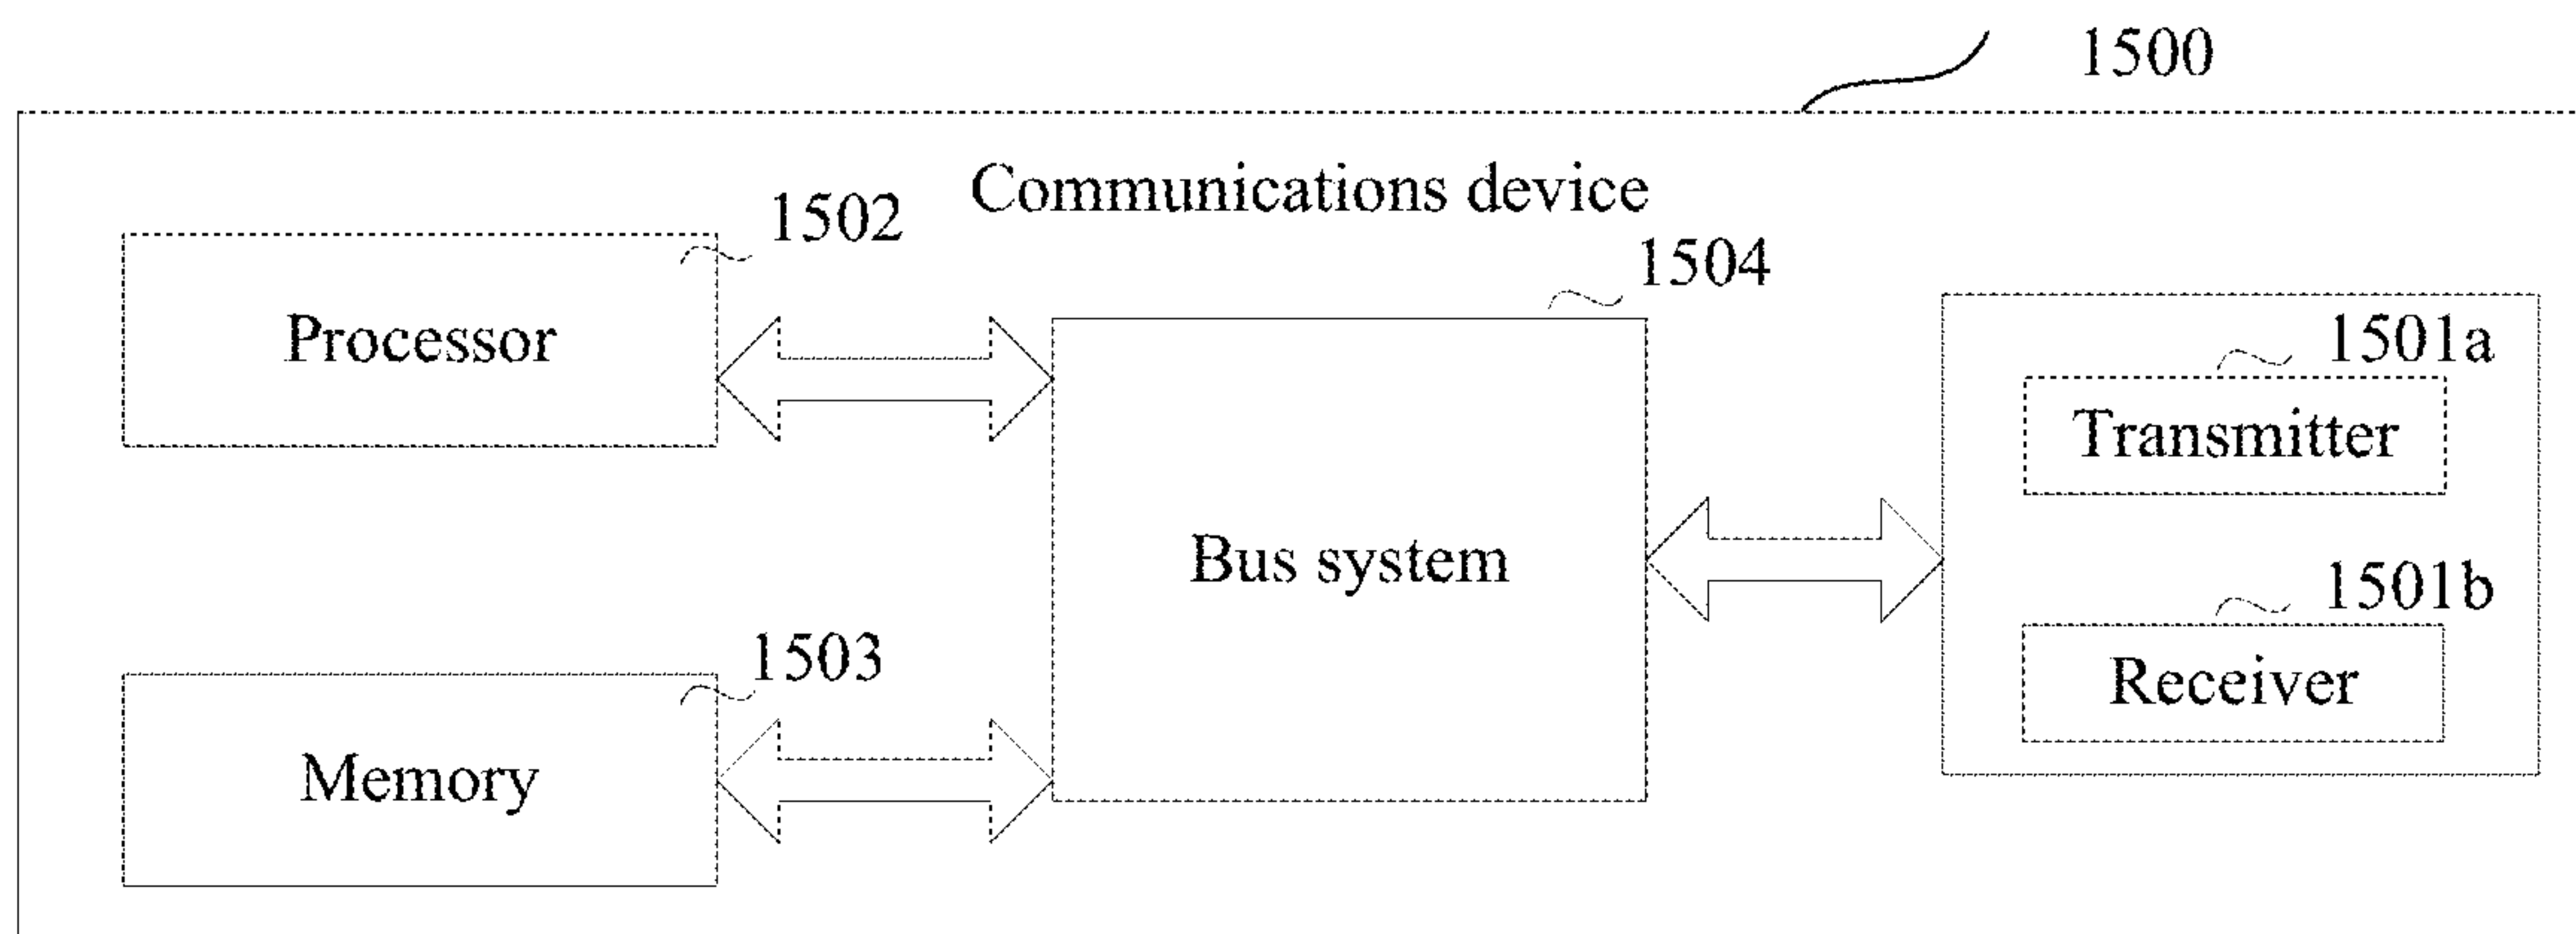 1500
Communications device
1502
Processor
1504
Bus system
1501a
Transmitter
1501b
Receiver
1503
Memory